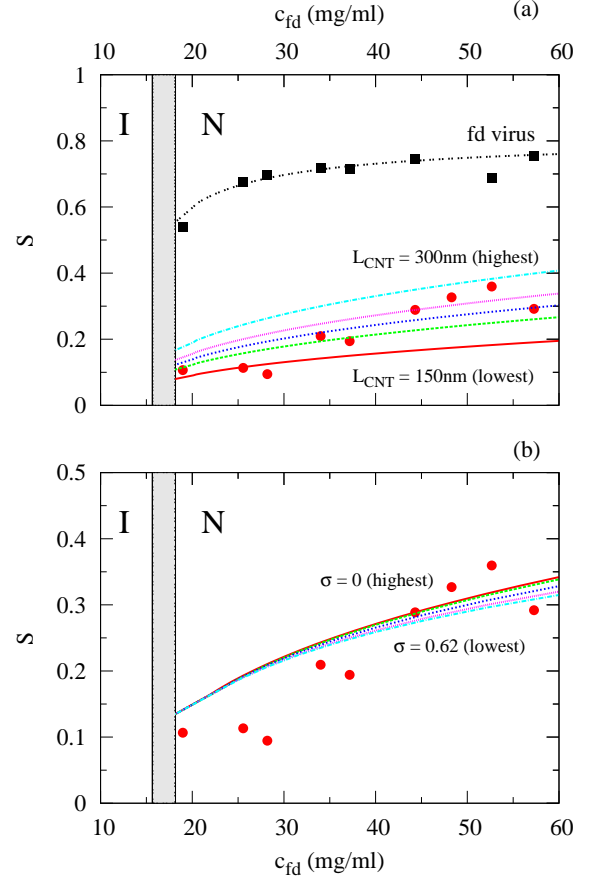 c_fd (mg/ml) (a)
10 20 30 40 50 60
1
0.8
0.6
0.4
0.2
0
S
I N
fd virus
L_CNT = 300nm (highest)
L_CNT = 150nm (lowest)
(b)
0.5
0.4
0.3
0.2
0.1
0
S
I N
σ = 0 (highest)
σ = 0.62 (lowest)
10 20 30 40 50 60
c_fd (mg/ml)